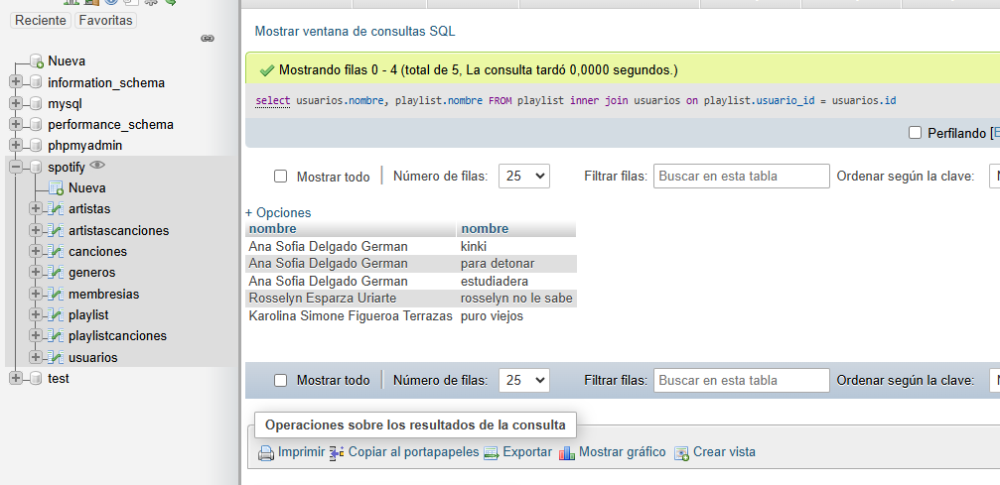 Reciente Favoritas
Nueva
information_schema
mysql
performance_schema
phpmyadmin
spotify
Nueva
artistas
artistascanciones
canciones
generos
membresias
playlist
playlistcanciones
usuarios
test
Mostrar ventana de consultas SQL
Mostrando filas 0 - 4 (total de 5, La consulta tardó 0,0000 segundos.)
select usuarios.nombre, playlist.nombre FROM playlist inner join usuarios on playlist.usuario_id = usuarios.id
Perfilando [
Mostrar todo Número de filas: 25 Filtrar filas: Buscar en esta tabla Ordenar según la clave:
+ Opciones
nombre nombre
Ana Sofia Delgado German kinki
Ana Sofia Delgado German para detonar
Ana Sofia Delgado German estudiadera
Rosselyn Esparza Uriarte rosselyn no le sabe
Karolina Simone Figueroa Terrazas puro viejos
Mostrar todo Número de filas: 25 Filtrar filas: Buscar en esta tabla Ordenar según la clave:
Operaciones sobre los resultados de la consulta
Imprimir Copiar al portapapeles Exportar Mostrar gráfico Crear vista